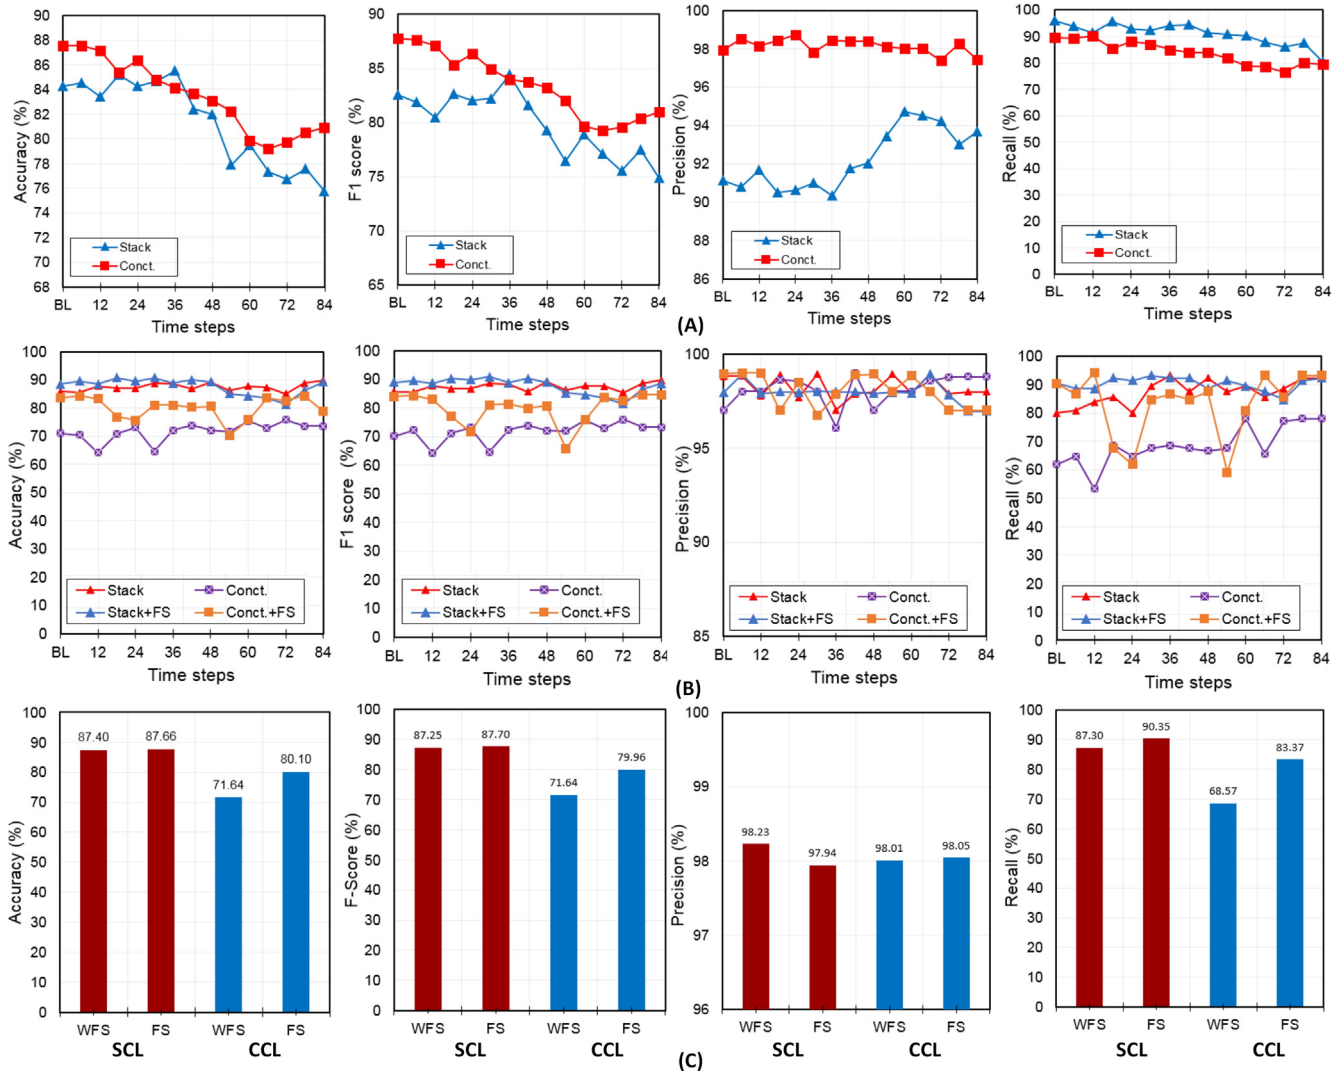 Accuracy (%)
90
88
86
84
82
80
78
76
74
72
70
68
Stack
Conct.
BL 12 24 36 48 60 72 84
Time steps
F1 score (%)
90
85
80
75
70
65
Stack
Conct.
BL 12 24 36 48 60 72 84
Time steps
Precision (%)
100
98
96
94
92
90
88
86
Stack
Conct.
BL 12 24 36 48 60 72 84
Time steps
Recall (%)
100
90
80
70
60
50
40
30
20
10
0
Stack
Conct.
BL 12 24 36 48 60 72 84
Time steps
(A)
Accuracy (%)
100
90
80
70
60
50
40
30
20
10
0
Stack Conct.
Stack+FS Conct.+FS
BL 12 24 36 48 60 72 84
Time steps
F1 score (%)
100
90
80
70
60
50
40
30
20
10
0
Stack Conct.
Stack+FS Conct.+FS
BL 12 24 36 48 60 72 84
Time steps
Precision (%)
100
95
90
85
Stack Conct.
Stack+FS Conct.+FS
BL 12 24 36 48 60 72 84
Time steps
Recall (%)
100
90
80
70
60
50
40
30
20
10
0
Stack Conct.
Stack+FS Conct.+FS
BL 12 24 36 48 60 72 84
Time steps
(B)
Accuracy (%)
100
90
80
70
60
50
40
30
20
10
0
87.40 87.66 71.64 80.10
WFS FS WFS FS
SCL CCL
F-Score (%)
100
90
80
70
60
50
40
30
20
10
0
87.25 87.70 71.64 79.96
WFS FS WFS FS
SCL CCL
Precision (%)
100
99
98
97
96
98.23 97.94 98.01 98.05
WFS FS WFS FS
SCL CCL
Recall (%)
100
90
80
70
60
50
40
30
20
10
0
87.30 90.35 68.57 83.37
WFS FS WFS FS
SCL CCL
(C)